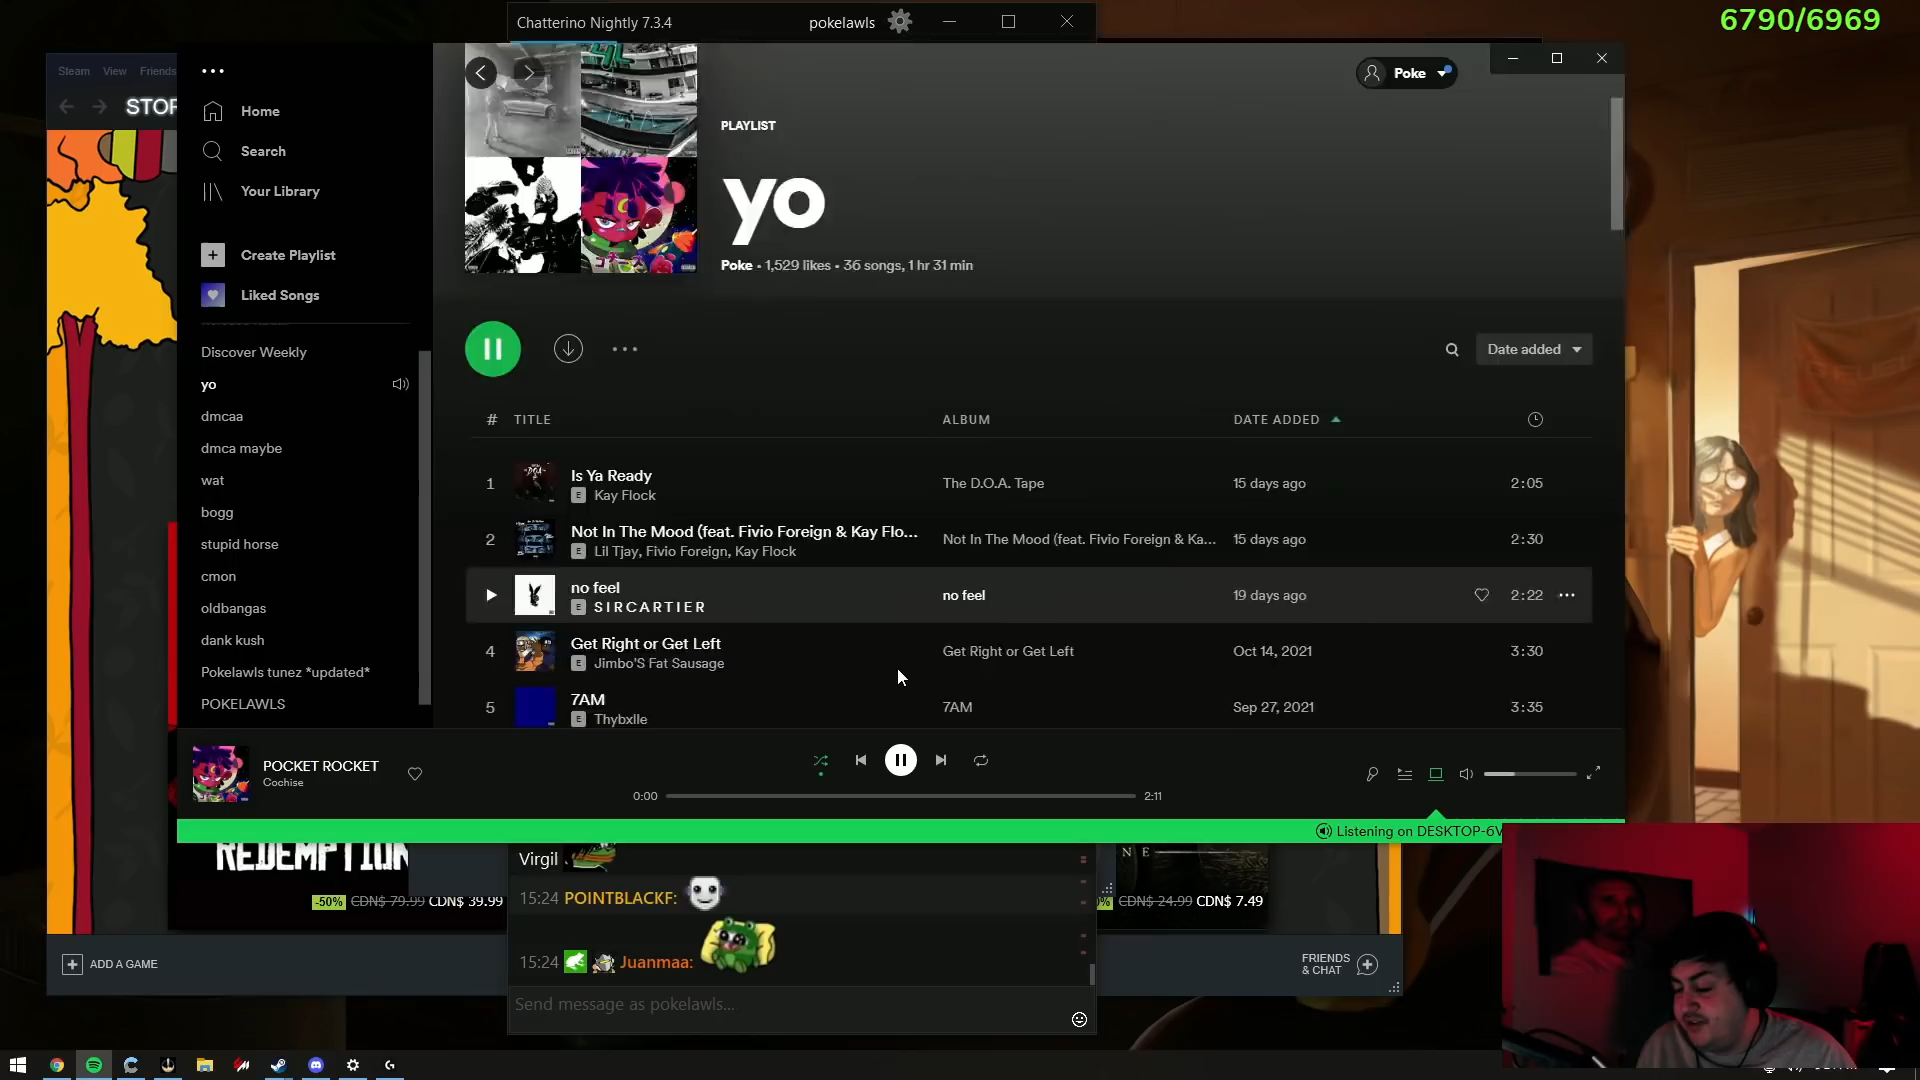 Chatterino Nightly 7.3.4
pokelawls
6790/6969
Steam View Friends
STOR
Home
Search
Your Library
Create Playlist
Liked Songs
Discover Weekly
yo
dmcaa
dmca maybe
wat
bogg
stupid horse
cmon
oldbangas
dank kush
Pokelawls tunez *updated*
POKELAWLS
Poke
PLAYLIST
yo
Poke • 1,529 likes • 36 songs, 1 hr 31 min
Date added
# TITLE ALBUM DATE ADDED
1 Is Ya Ready The D.O.A. Tape 15 days ago 2:05
E Kay Flock
2 Not In The Mood (feat. Fivio Foreign & Kay Flo... Not In The Mood (feat. Fivio Foreign & Ka... 15 days ago 2:30
E Lil Tjay, Fivio Foreign, Kay Flock
no feel no feel 19 days ago 2:22
E S I R C A R T I E R
4 Get Right or Get Left Get Right or Get Left Oct 14, 2021 3:30
E Jimbo'S Fat Sausage
5 7AM 7AM Sep 27, 2021 3:35
E Thybxlle
POCKET ROCKET
Cochise
0:00 2:11
Listening on DESKTOP-6V
REDEMPTION
-50% CDN$ 79.99 CDN$ 39.99
Virgil
15:24 POINTBLACKF:
15:24 Juanmaa:
Send message as pokelawls...
N E
% CDN$ 24.99 CDN$ 7.49
ADD A GAME
FRIENDS
& CHAT